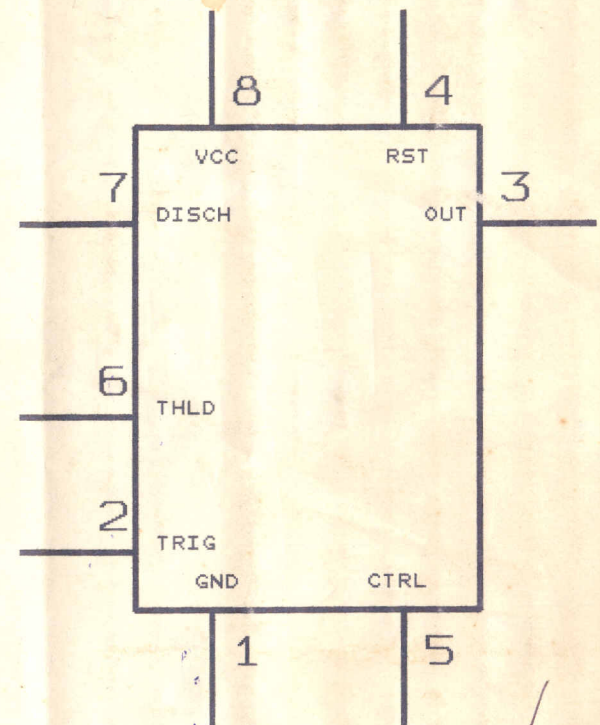 8 4
VCC RST
7 3
DISCH OUT
6
THLD
2
TRIG
GND CTRL
1 5